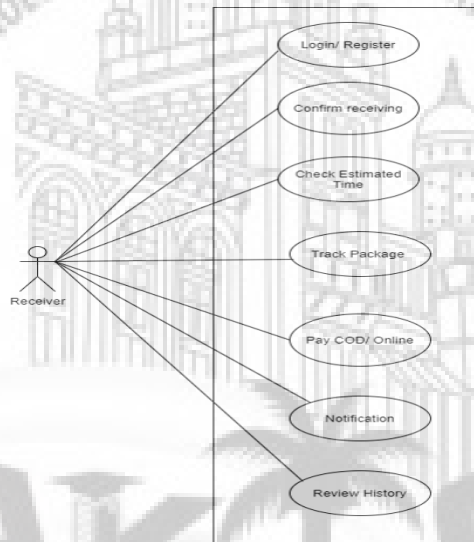 Login/ Register
Confirm receiving
Check Estimated
Time
Track Package
Receiver
Pay COD/ Online
Notification
Review History